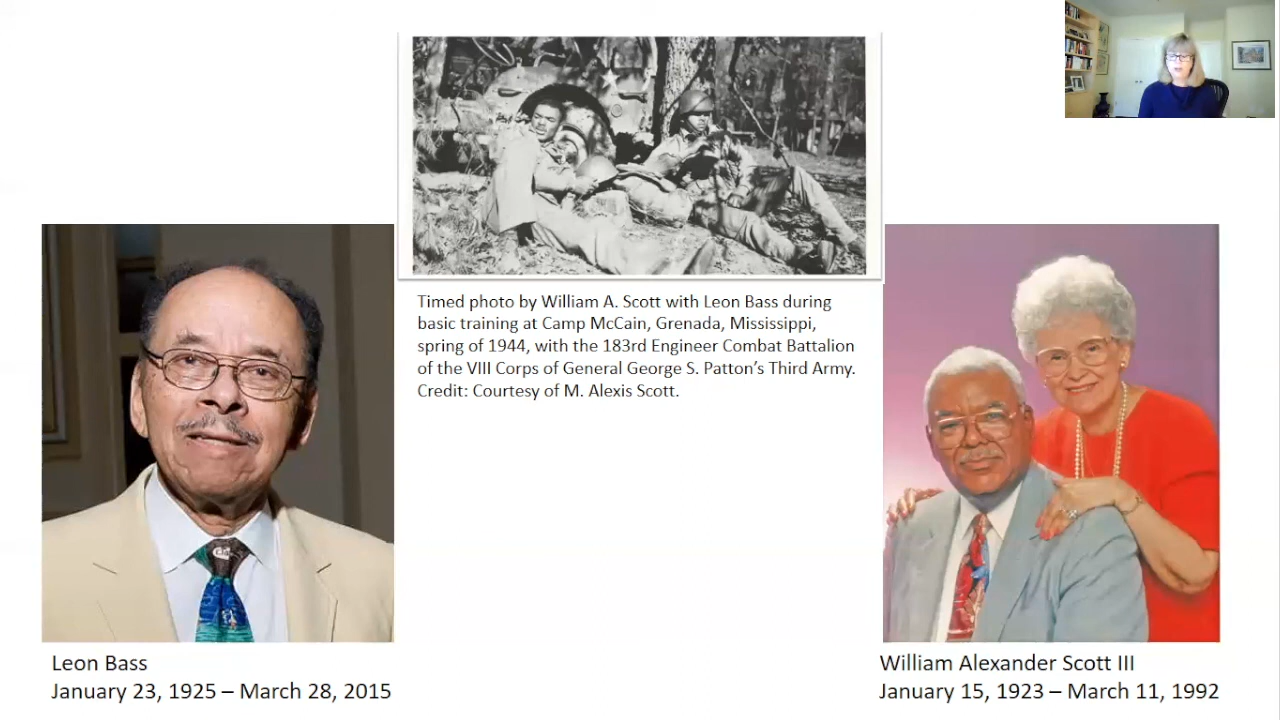 Timed photo by William A. Scott with Leon Bass during
basic training at Camp McCain, Grenada, Mississippi,
spring of 1944, with the 183rd Engineer Combat Battalion
of the VIII Corps of General George S. Patton’s Third Army.
Credit: Courtesy of M. Alexis Scott.
Leon Bass
January 23, 1925 – March 28, 2015
William Alexander Scott III
January 15, 1923 – March 11, 1992